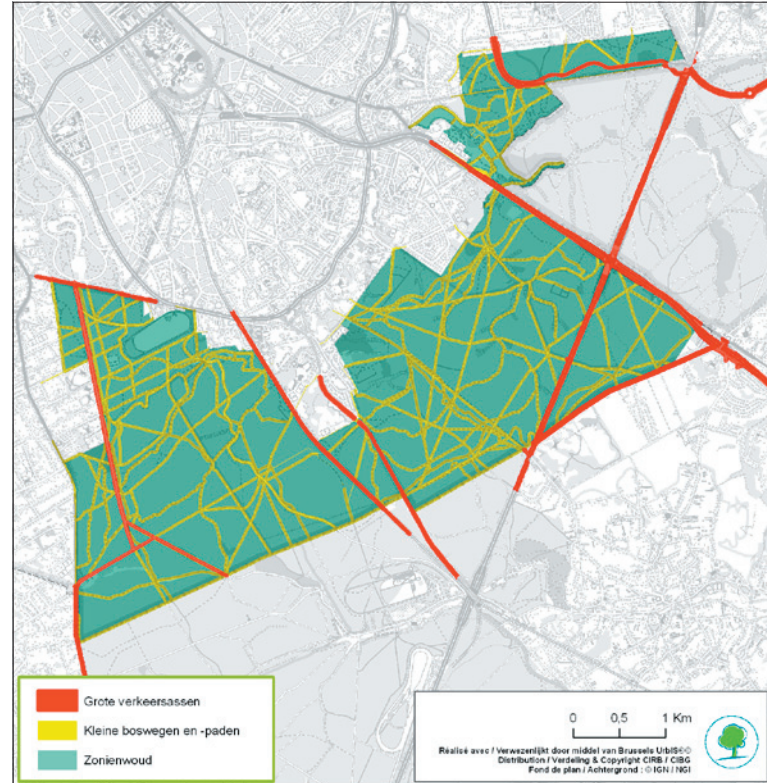 Grote verkeersassen
Kleine boswegen en -paden
Zoniënwoud
0 0,5 1 Km
Réalisé avec / Verwezenlijkt door middel van Brussels UrbIS©©
Distribution / Verdeling & Copyright CIRB / CIBG
Fond de plan / Achtergrond : © IGN / NGI